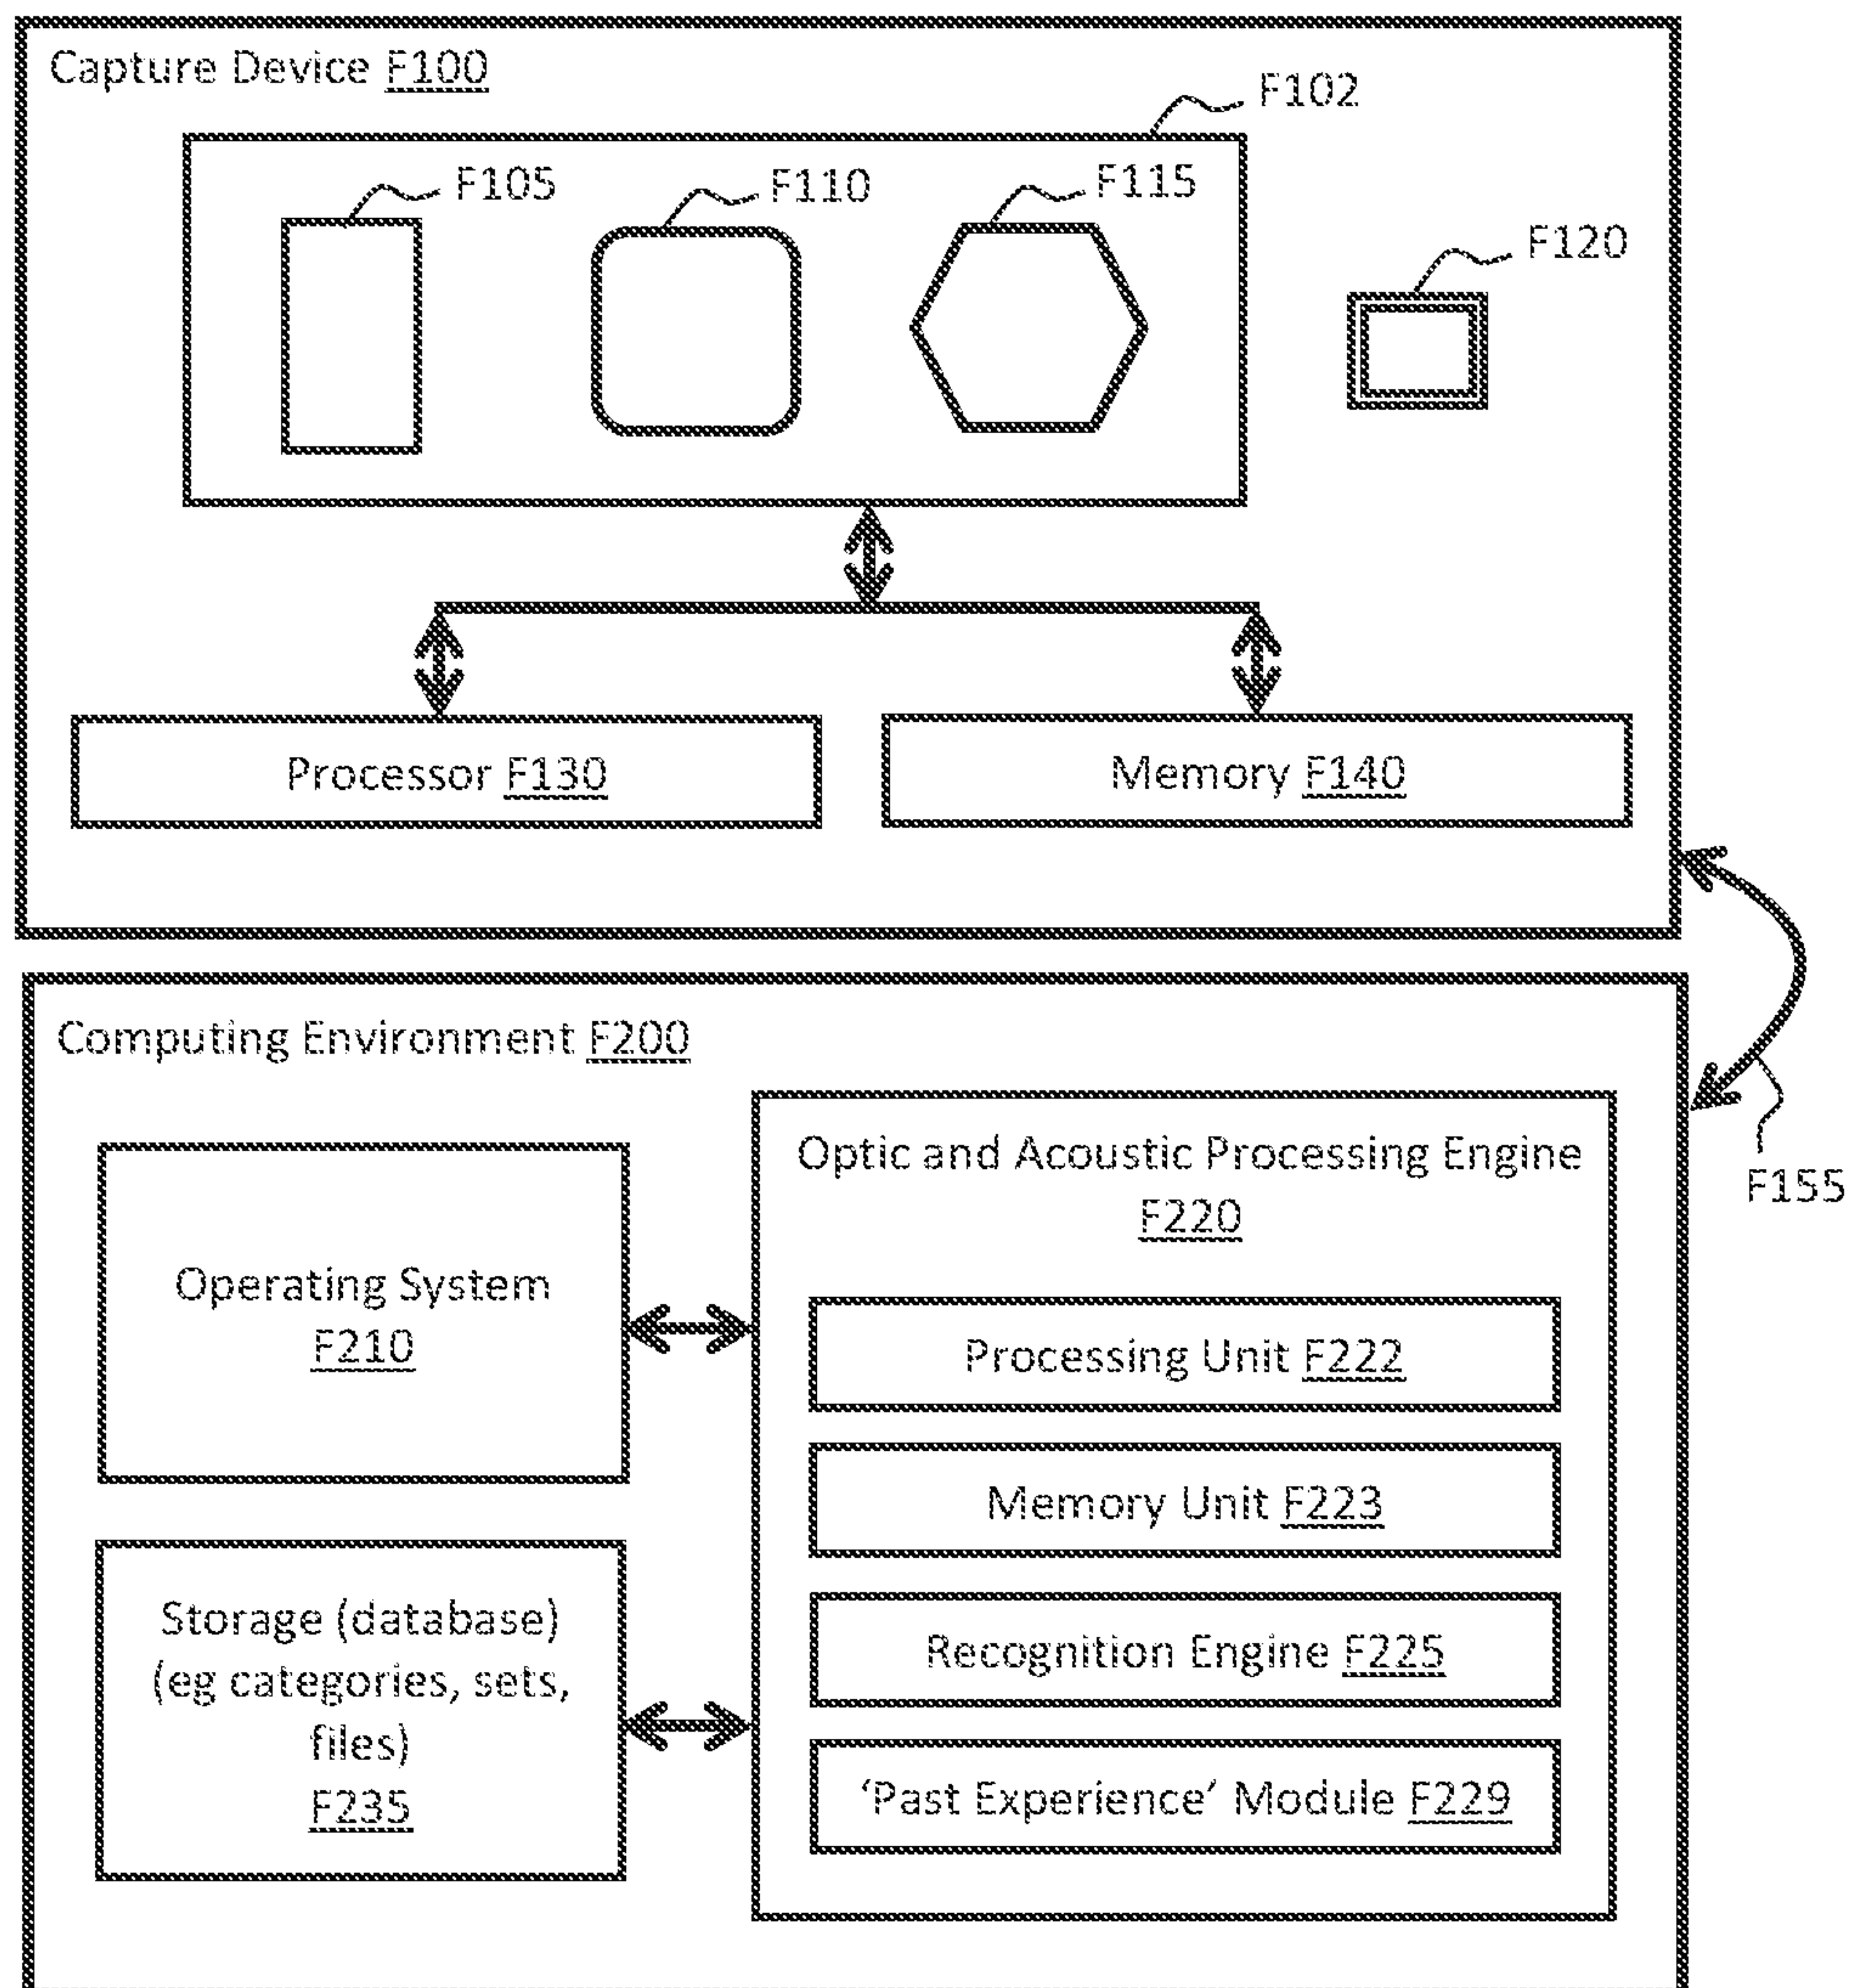 Capture Device F100
F102
F105
F110
F115
F120
Processor F130
Memory F140
Computing Environment F200
F155
Optic and Acoustic Processing Engine
F220
Operating System
F210
Processing Unit F222
Memory Unit F223
Storage (database)
(eg categories, sets,
files)
F235
Recognition Engine F225
‘Past Experience’ Module F229